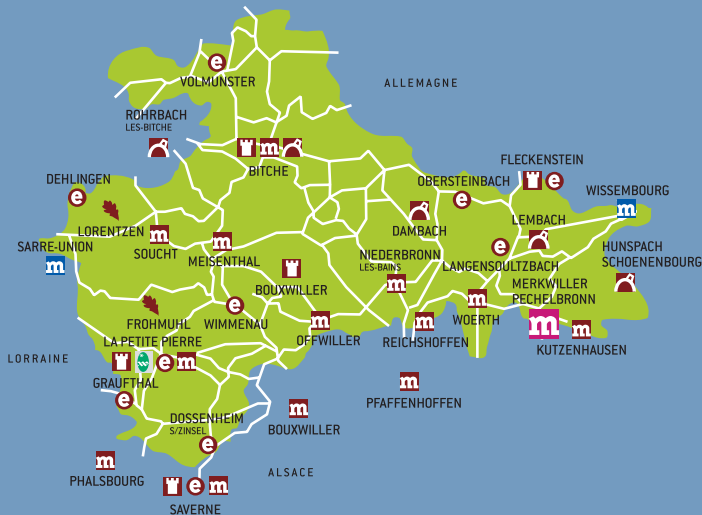 e
VOLMUNSTER
ALLEMAGNE
ROHRBACH
LES-BITCHE
m
BITCHE
FLECKENSTEIN
e
DEHLINGEN
e
OBERSTEINBACH
e
WISSEMBOURG
m
LORENTZEN
DAMBACH
LEMBACH
SARRE-UNION
m
m
SOUCHT
m
MEISENTHAL
NIEDERBRONN
LES-BAINS
m
e
LANGENSOULTZBACH
HUNSPACH
SCHOENENBOURG
BOUXWILLER
MERKWILLER
PECHELBRONN
m
FROHMUHL
e
WIMMENAU
m
OFFWILLER
m
REICHSHOFFEN
m
WOERTH
m
KUTZENHAUSEN
LORRAINE
LA PETITE PIERRE
e
m
GRAUFTHAL
e
m
PFAFFENHOFFEN
DOSSENHEIM
S/ZINSEL
e
m
BOUXWILLER
m
PHALSBOURG
ALSACE
e
m
SAVERNE